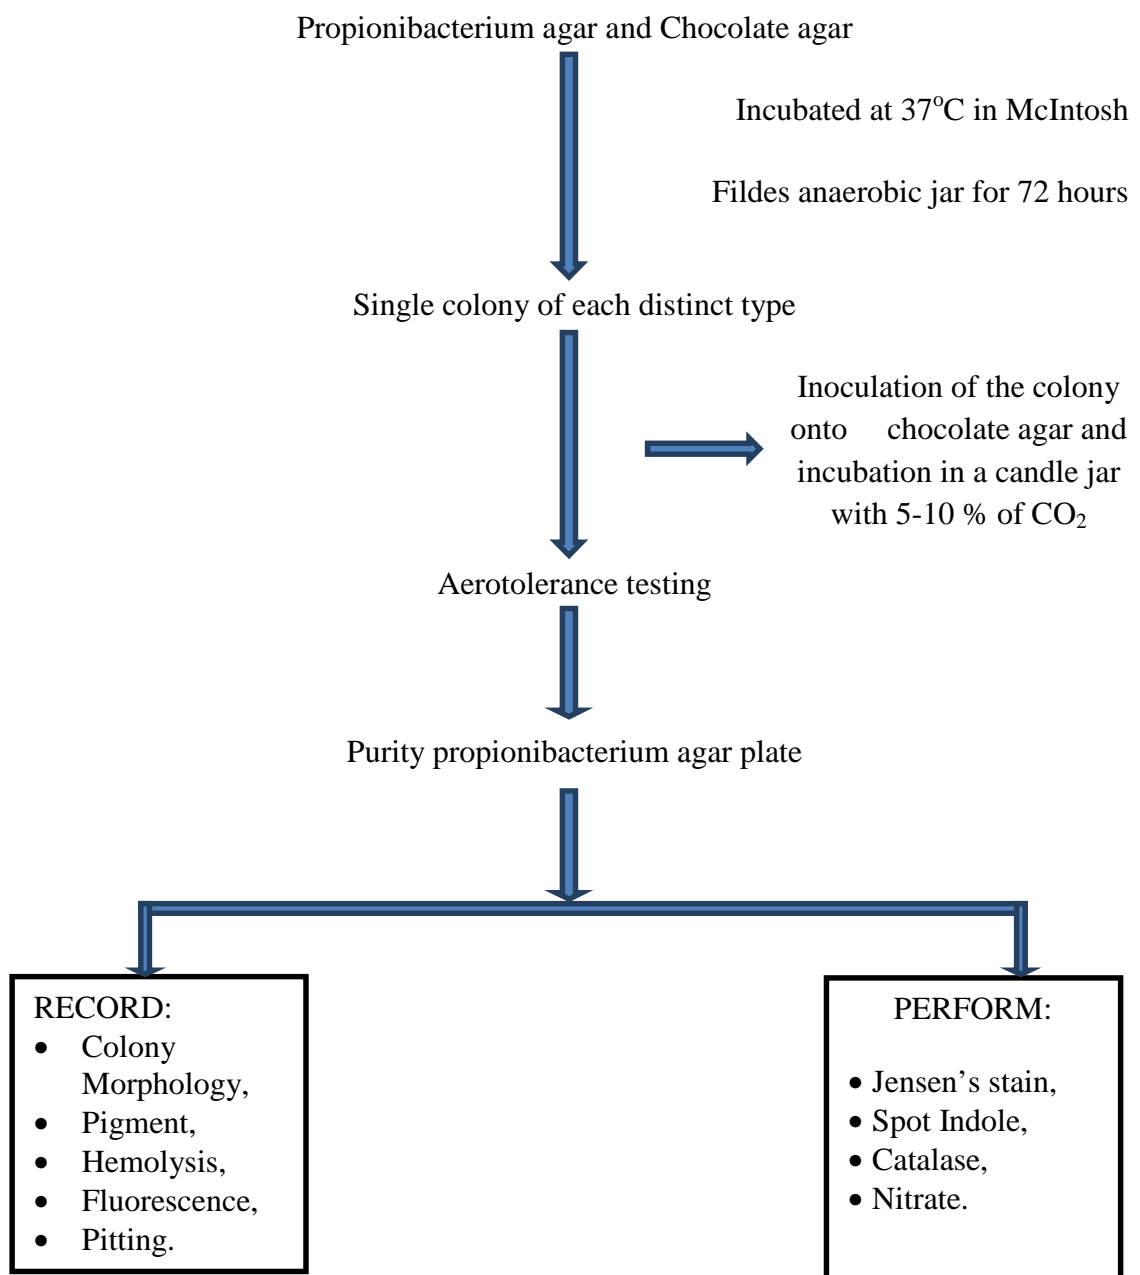 Propionibacterium agar and Chocolate agar
Incubated at 37°C in McIntosh
Fildes anaerobic jar for 72 hours
Single colony of each distinct type
Inoculation of the colony
onto chocolate agar and
incubation in a candle jar
with 5-10 % of CO₂
Aerotolerance testing
Purity propionibacterium agar plate
RECORD:
• Colony
Morphology,
• Pigment,
• Hemolysis,
• Fluorescence,
• Pitting.
PERFORM:
• Jensen’s stain,
• Spot Indole,
• Catalase,
• Nitrate.